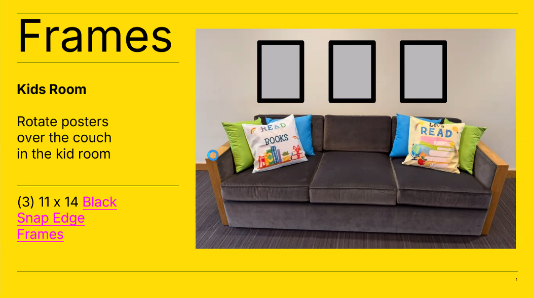 Frames
Kids Room
Rotate posters
over the couch
in the kid room
(3) 11 x 14 Black
Snap Edge
Frames
READ
BOOKS
READ
1